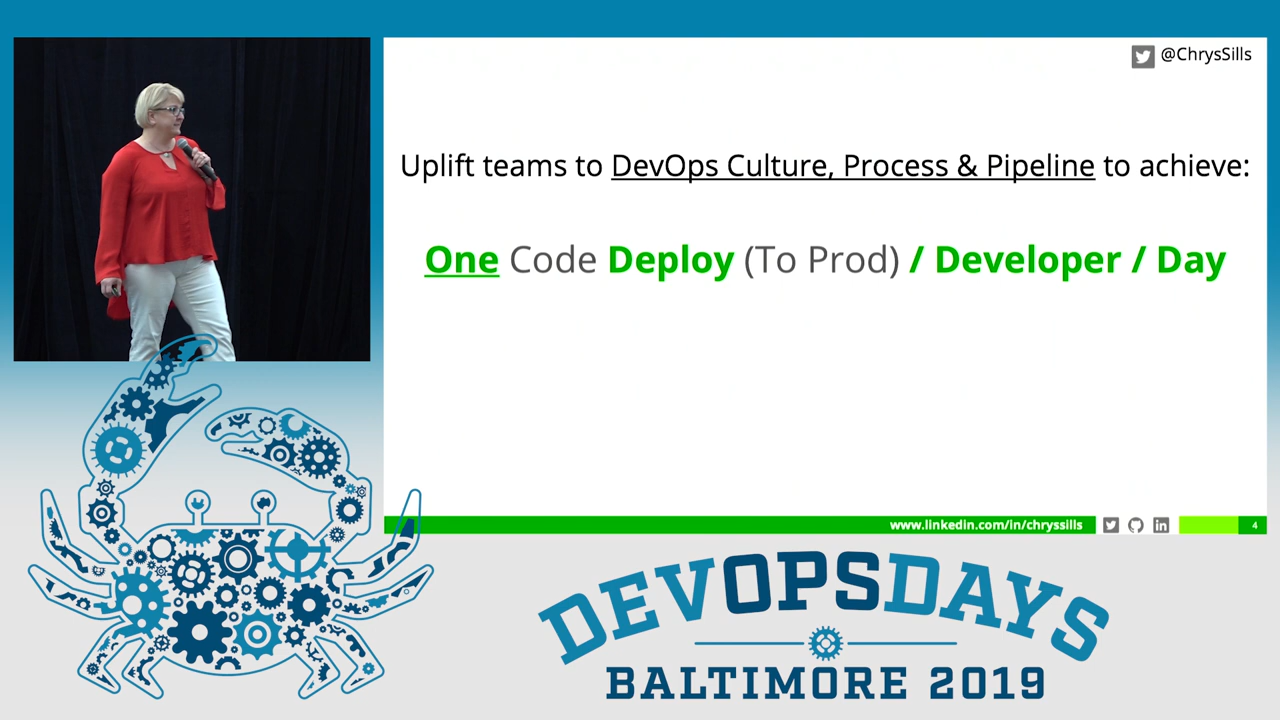 @ChrysSills
Uplift teams to DevOps Culture, Process & Pipeline to achieve:
One Code Deploy (To Prod) / Developer / Day
www.linkedin.com/in/chryssills
4
DEVOPSDAYS
BALTIMORE 2019